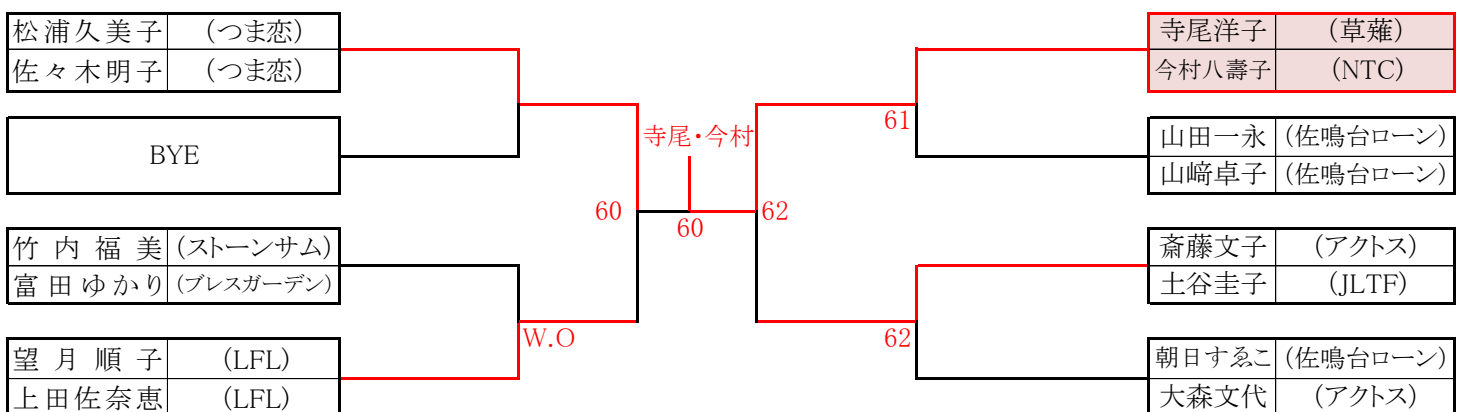 松浦久美子 (つま恋)
佐々木明子 (つま恋)
BYE
竹内福美 (ストーンサム)
富田ゆかり (ブレスガーデン)
望月順子 (LFL)
上田佐奈恵 (LFL)
60
W.O
寺尾・今村
60
62
61
62
寺尾洋子 (草薙)
今村八壽子 (NTC)
山田一永 (佐鳴台ローン)
山﨑卓子 (佐鳴台ローン)
斎藤文子 (アクトス)
土谷圭子 (JLTF)
朝日すゑこ (佐鳴台ローン)
大森文代 (アクトス)